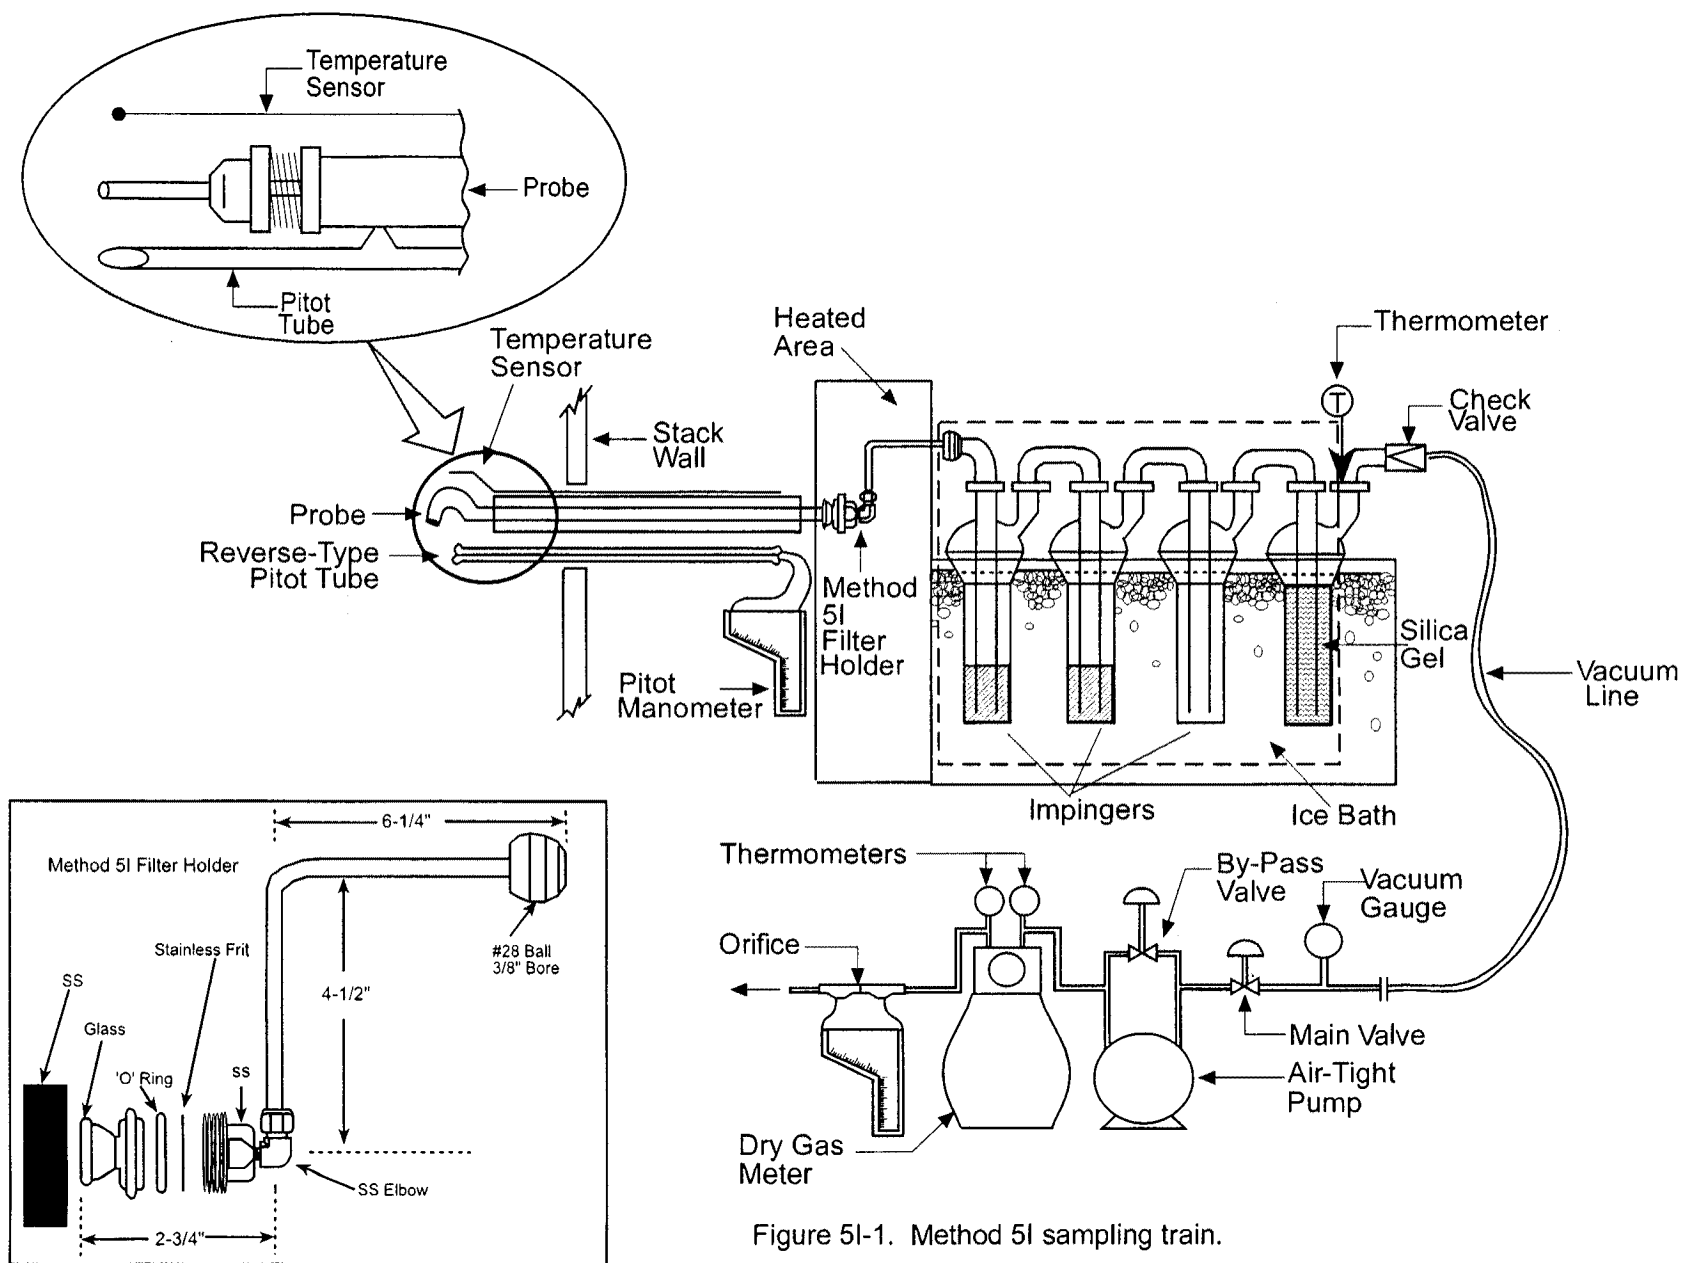 Temperature
Sensor
Probe
Pitot
Tube
Temperature
Sensor
Stack
Wall
Probe
Reverse-Type
Pitot Tube
Pitot
Manometer
Heated
Area
Method
5I
Filter
Holder
Thermometer
T
Check
Valve
Silica
Gel
Vacuum
Line
Impingers
Ice Bath
Thermometers
By-Pass
Valve
Vacuum
Gauge
Orifice
Main Valve
Air-Tight
Pump
Dry Gas
Meter
Method 5I Filter Holder
6-1/4"
#28 Ball
3/8" Bore
4-1/2"
Stainless Frit
SS
Glass
'O' Ring
SS
SS Elbow
2-3/4"
Figure 5I-1. Method 5I sampling train.